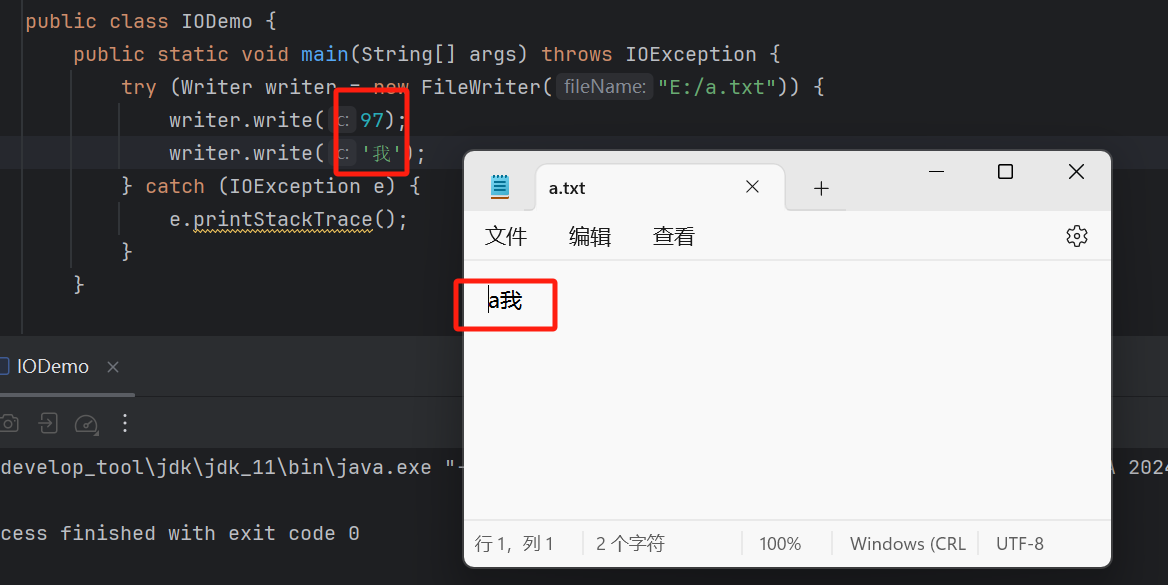 public class IODemo {
public static void main(String[] args) throws IOException {
try (Writer writer = new FileWriter( fileName: "E:/a.txt")) {
writer.write( c: 97);
writer.write( c: '我');
} catch (IOException e) {
e.printStackTrace();
}
}
a.txt
文件 编辑 查看
a我
行 1，列 1 2 个字符 100% Windows (CRL UTF-8
IODemo
develop_tool\jdk\jdk_11\bin\java.exe "-
2024
cess finished with exit code 0